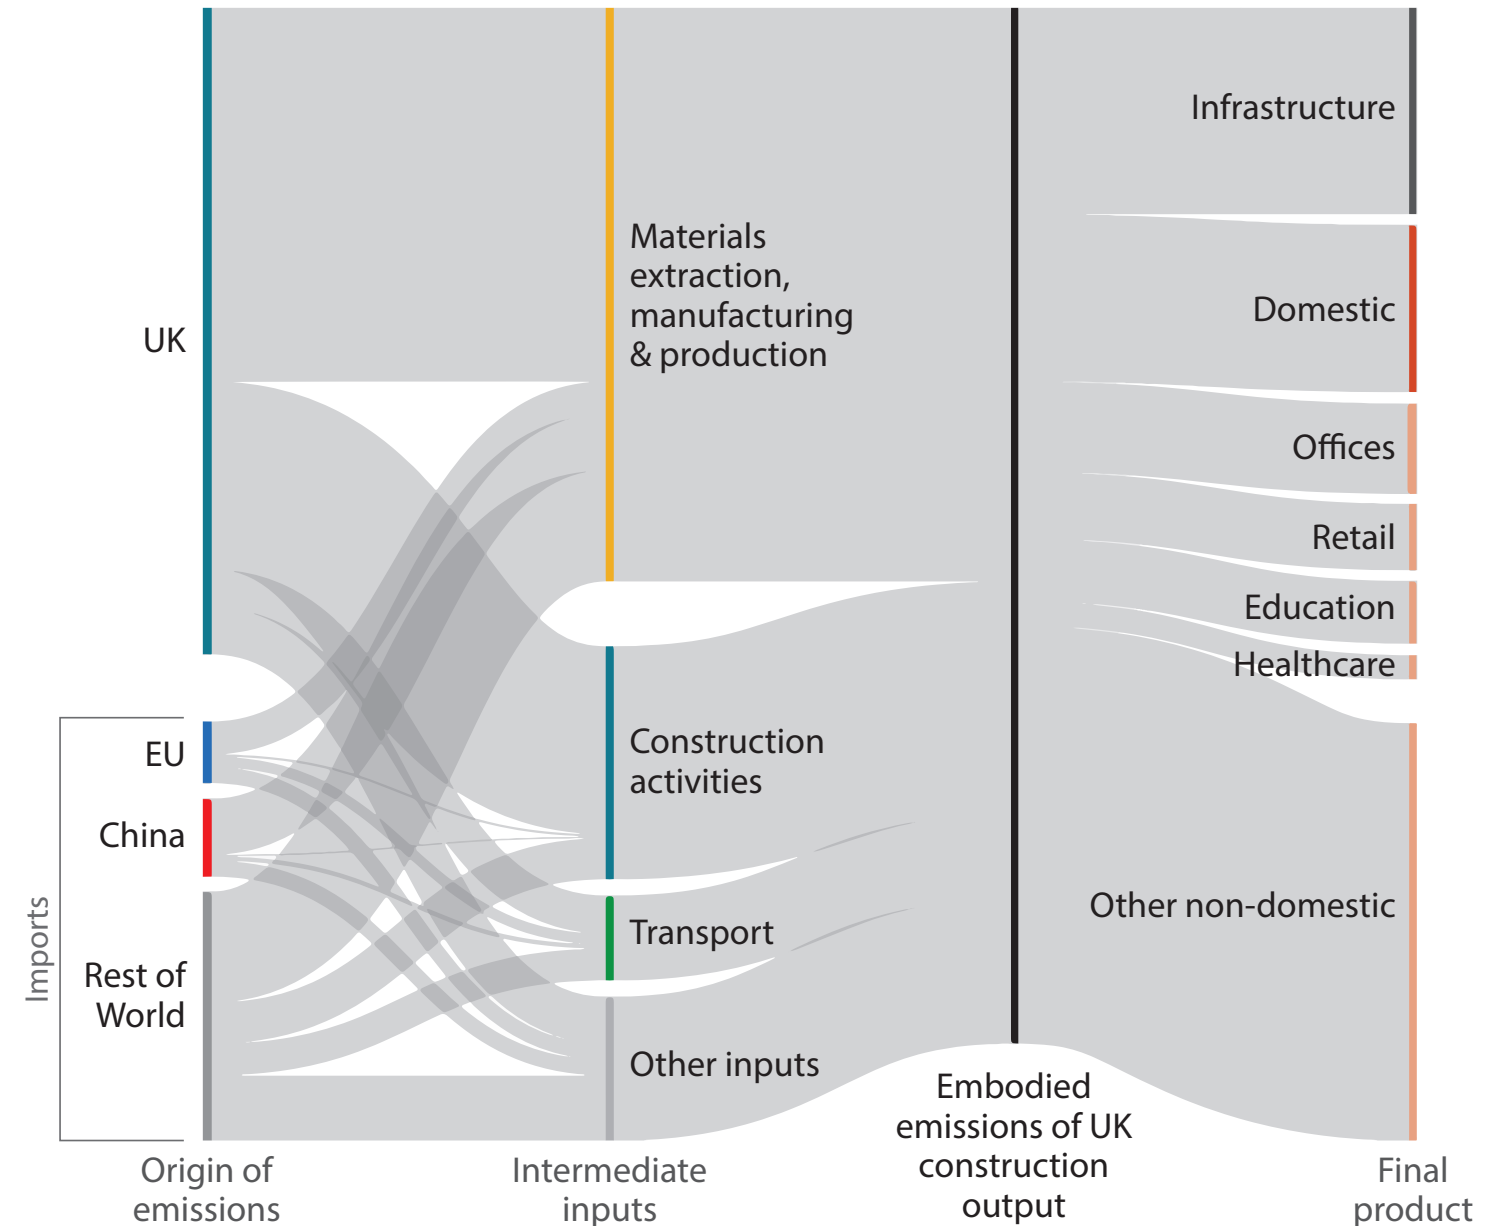 UK
EU
China
Rest of
World
Imports
Origin of
emissions
Materials
extraction,
manufacturing
& production
Construction
activities
Transport
Other inputs
Intermediate
inputs
Embodied
emissions of UK
construction
output
Infrastructure
Domestic
Offices
Retail
Education
Healthcare
Other non-domestic
Final
product